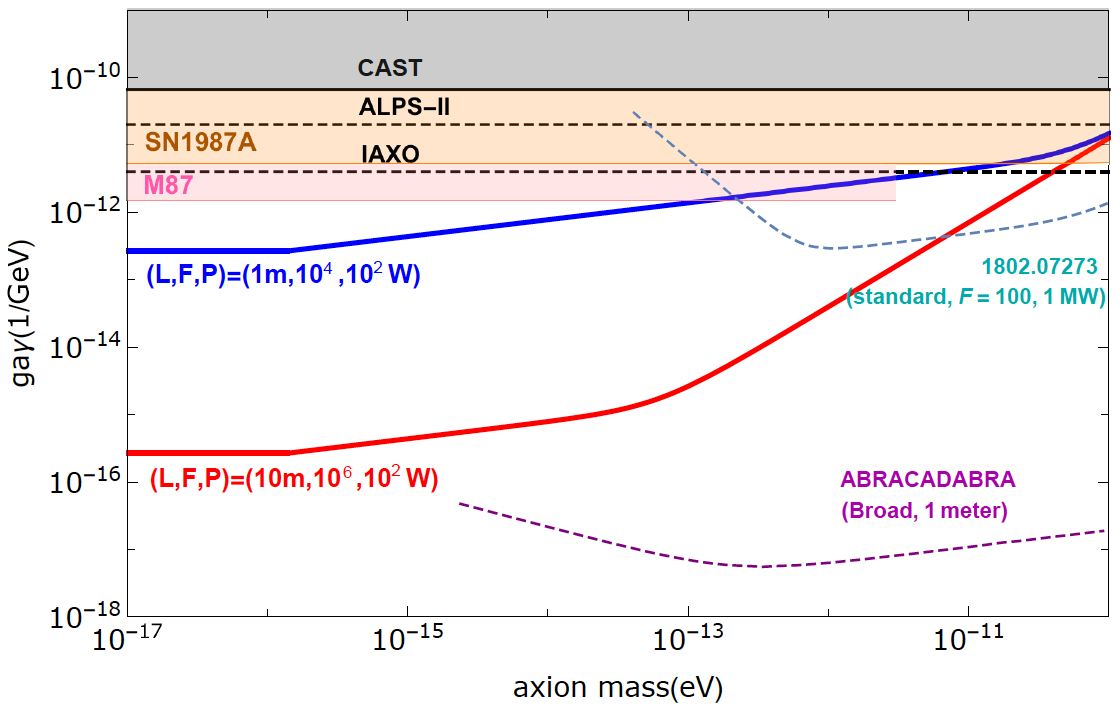 10⁻¹⁰
10⁻¹²
10⁻¹⁴
10⁻¹⁶
10⁻¹⁸
gaγ(1/GeV)
CAST
ALPS−II
SN1987A
IAXO
M87
(L,F,P)=(1m,10⁴ ,10² W)
1802.07273
(standard, F = 100, 1 MW)
(L,F,P)=(10m,10⁶ ,10² W)
ABRACADABRA
(Broad, 1 meter)
10⁻¹⁷
10⁻¹⁵
10⁻¹³
10⁻¹¹
axion mass(eV)